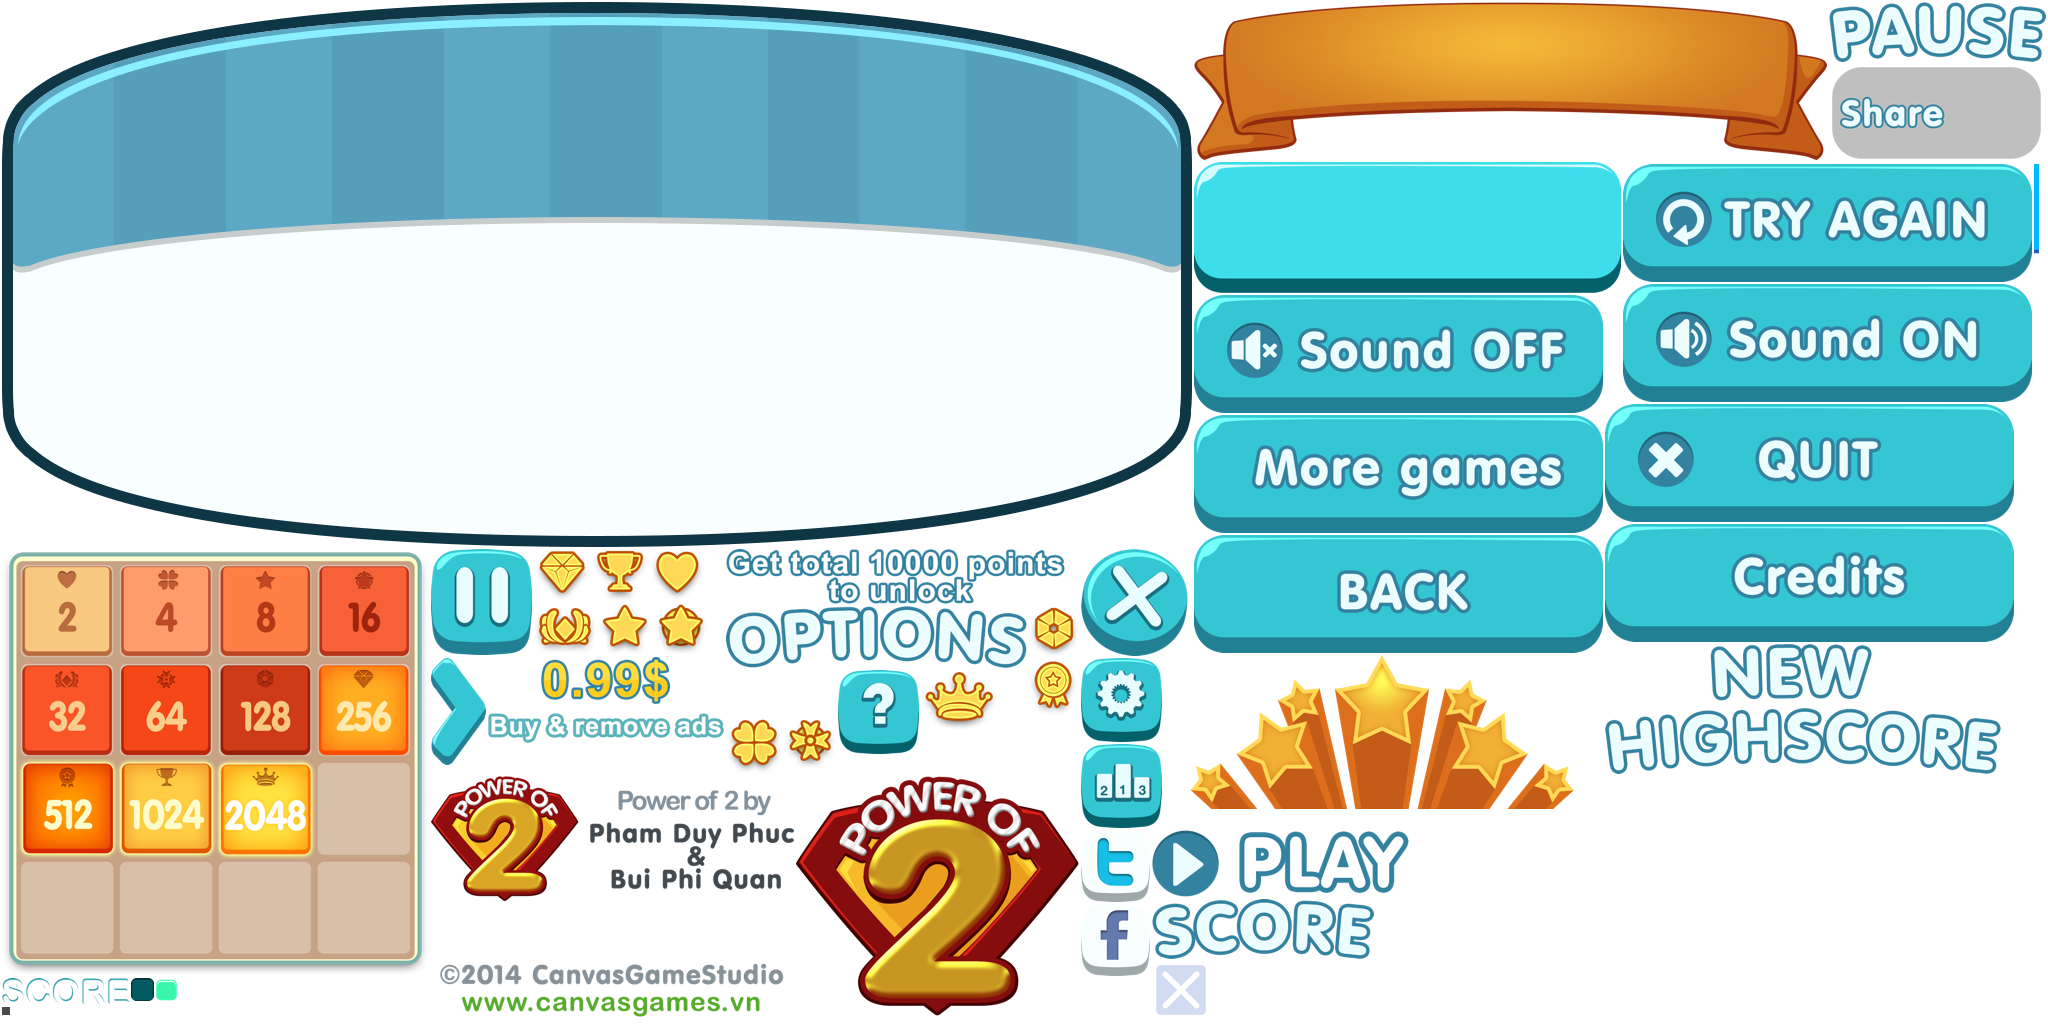 PAUSE
Share
TRY AGAIN
Sound OFF
Sound ON
More games
QUIT
BACK
Credits
NEW
HIGHSCORE
PLAY
SCORE
Get total 10000 points
to unlock
OPTIONS
0.99$
?
Buy & remove ads
2 1 3
2 4 8 16
32 64 128 256
512 1024 2048
POWER OF
2
Power of 2 by
Pham Duy Phuc
&
Bui Phi Quan
POWER OF
2
t
f
SCORE
©2014 CanvasGameStudio
www.canvasgames.vn